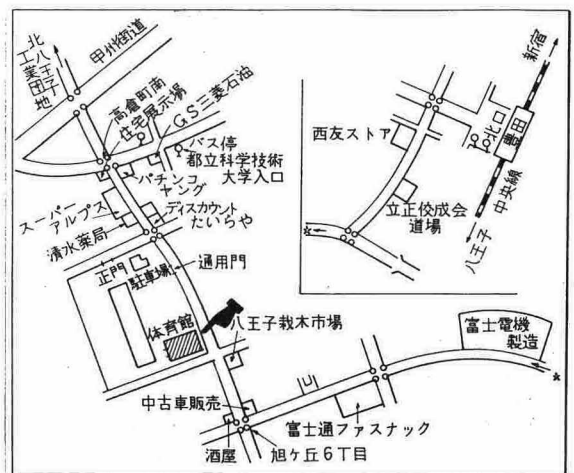 北八王子
工業団地
甲州街道
高倉町南
住宅展示場
GS三菱石油
バス停
都立科学技術
大学入口
パチンコ
キング
スーパー
アルプス
ディスカウント
たいらや
清水薬局
正門
駐車場
通用門
体育館
八王子栽木市場
中古車販売
酒屋
旭ヶ丘6丁目
富士通ファスナック
富士電機
製造
新宿
北口
豊田
西友ストア
中央線
立正佼成会
道場
八王子